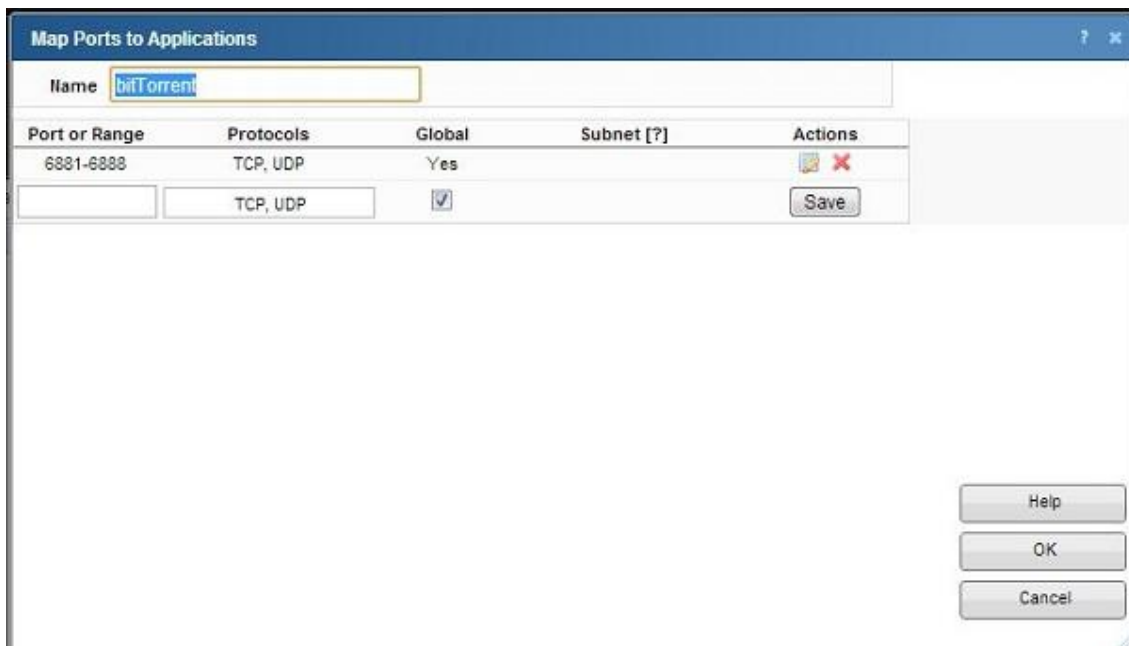 Map Ports to Applications ? ×
Name bitTorrent
Port or Range Protocols Global Subnet [?] Actions
6881-6888 TCP, UDP Yes
TCP, UDP Save
Help
OK
Cancel